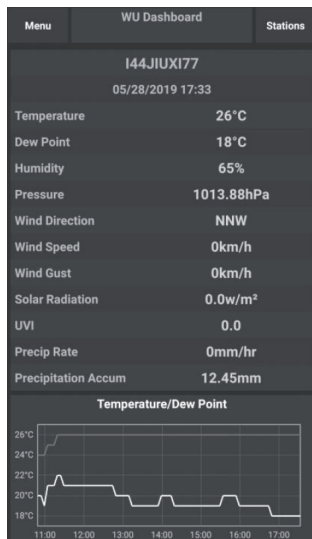 Menu
WU Dashboard
Stations
I44JIUXI77
05/28/2019 17:33
Temperature 26°C
Dew Point 18°C
Humidity 65%
Pressure 1013.88hPa
Wind Direction NNW
Wind Speed 0km/h
Wind Gust 0km/h
Solar Radiation 0.0w/m²
UVI 0.0
Precip Rate 0mm/hr
Precipitation Accum 12.45mm
Temperature/Dew Point
26°C
24°C
22°C
20°C
18°C
11:00 12:00 13:00 14:00 15:00 16:00 17:00